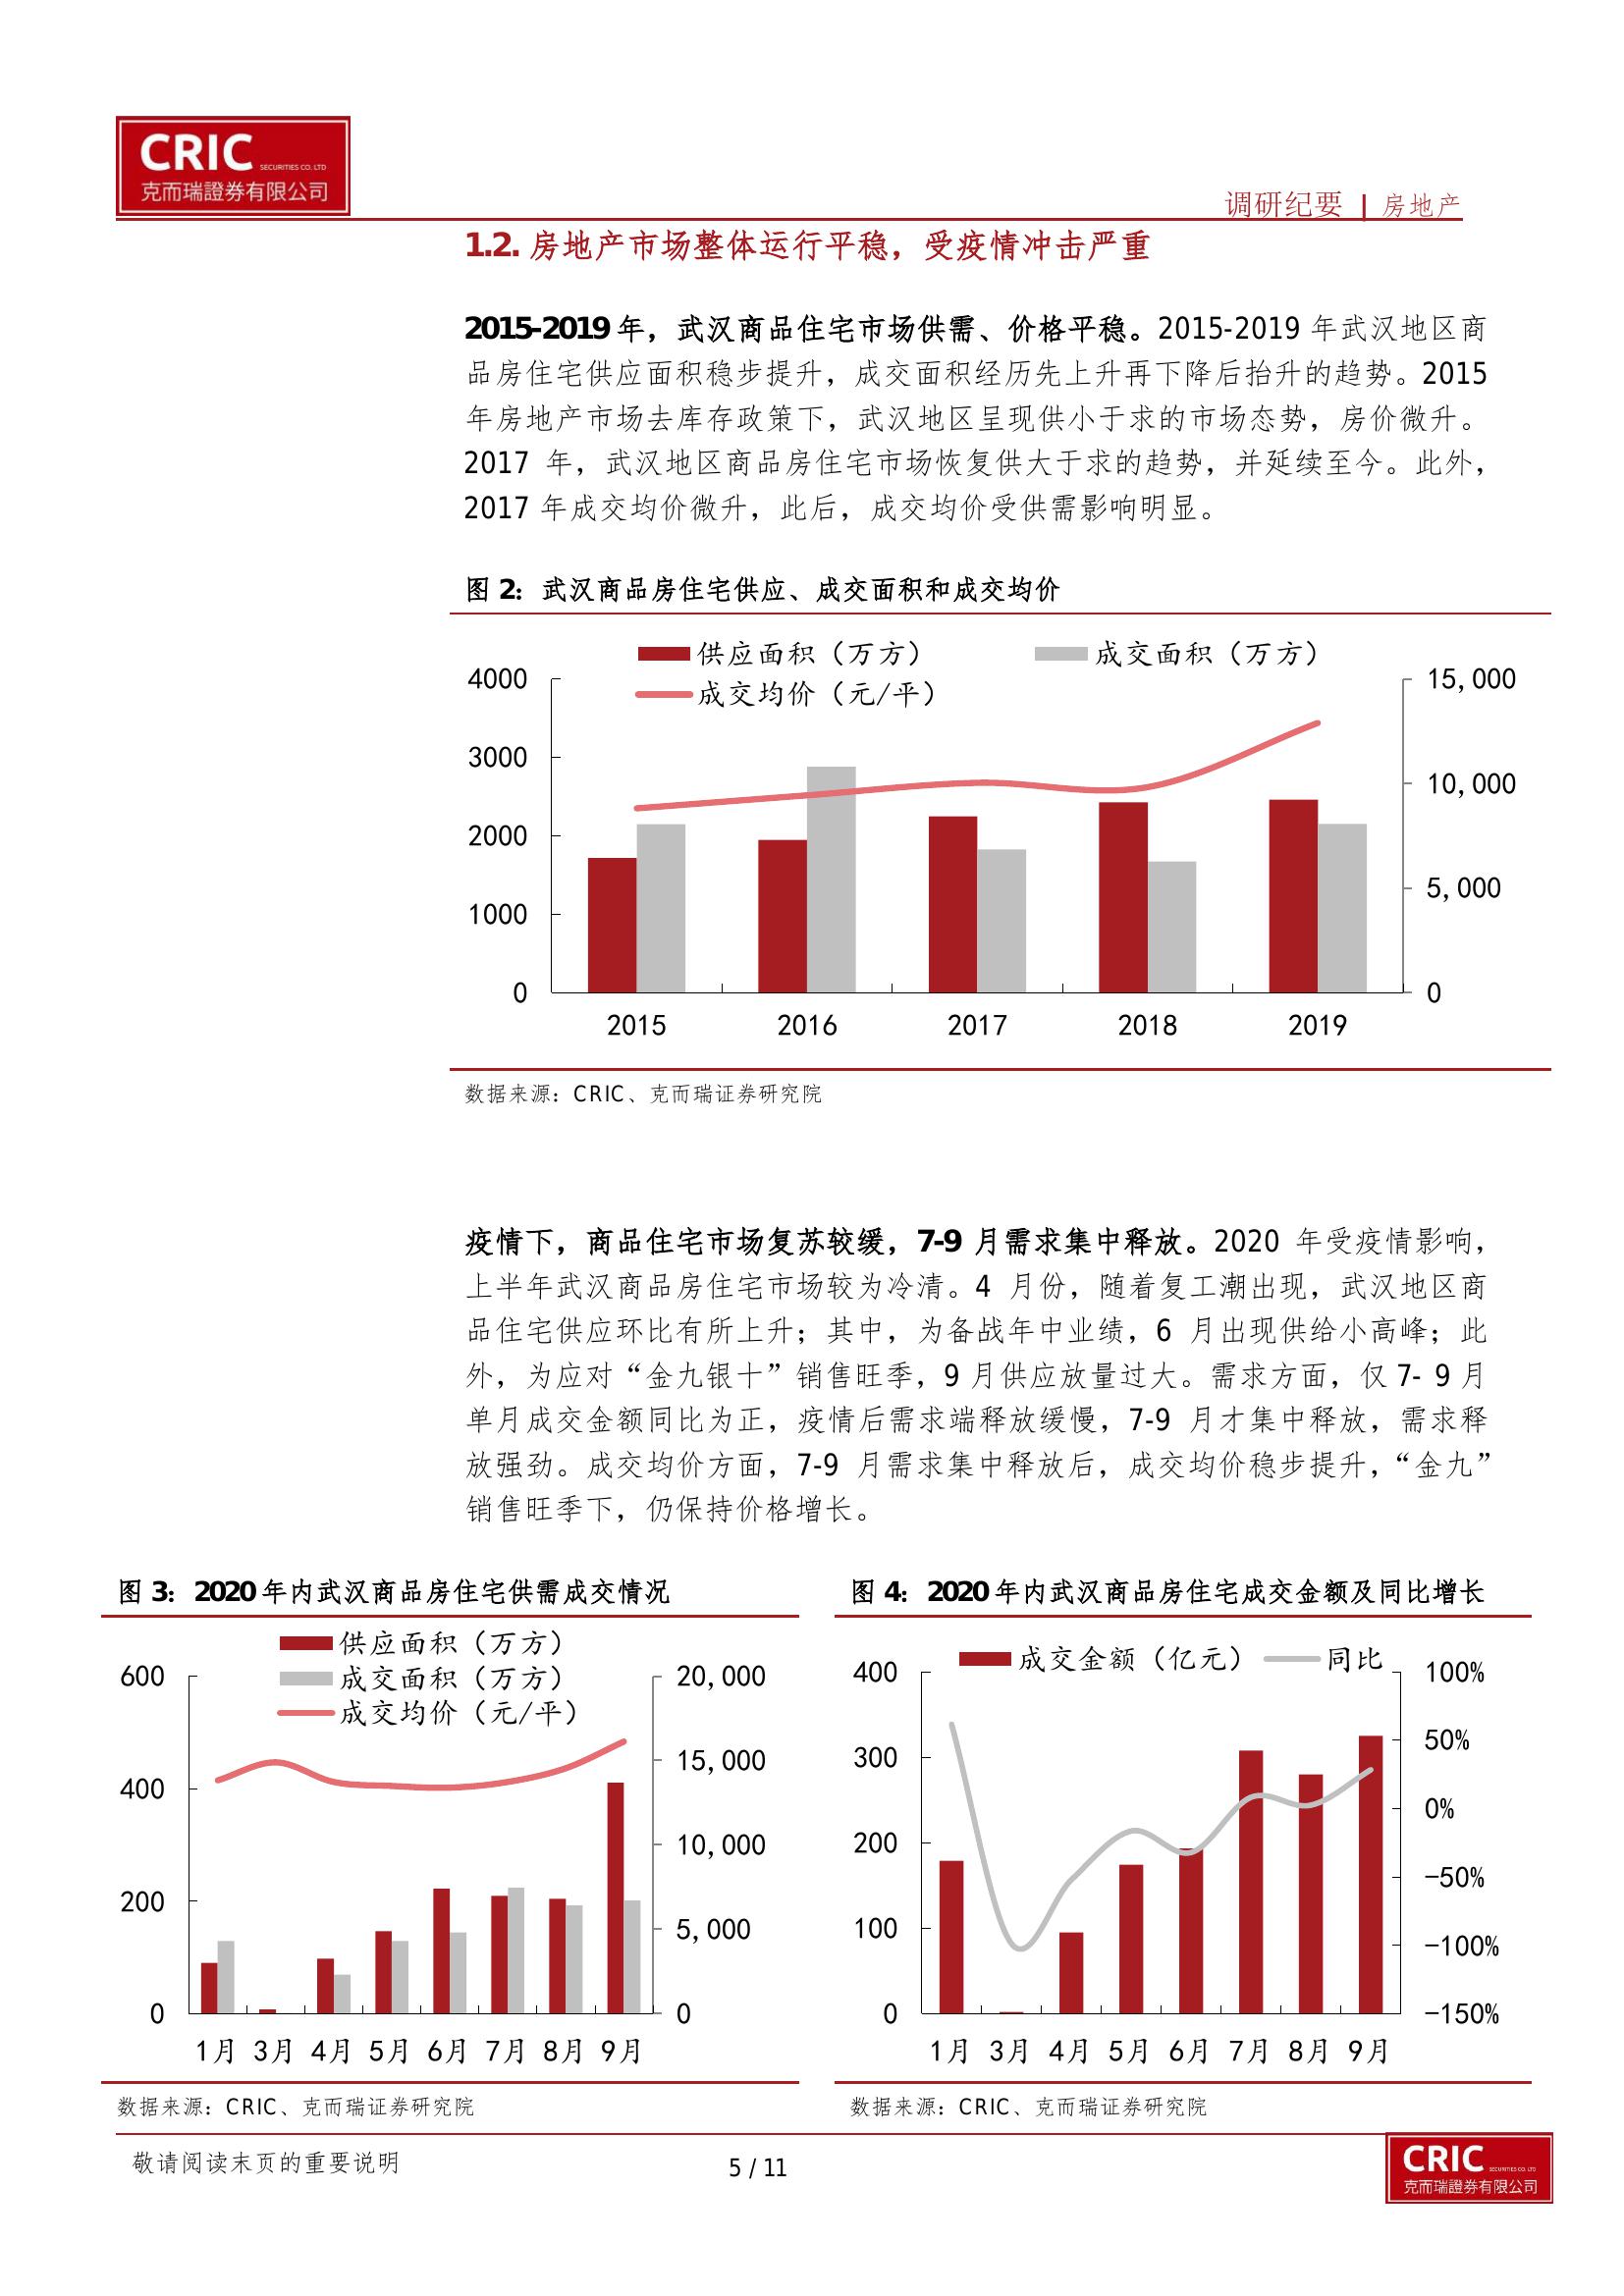 CRIC SECURITIES CO. LTD
克而瑞證券有限公司
调研纪要 | 房地产
1.2. 房地产市场整体运行平稳，受疫情冲击严重
2015-2019 年，武汉商品住宅市场供需、价格平稳。2015-2019 年武汉地区商
品房住宅供应面积稳步提升，成交面积经历先上升再下降后抬升的趋势。2015
年房地产市场去库存政策下，武汉地区呈现供小于求的市场态势，房价微升。
2017 年，武汉地区商品房住宅市场恢复供大于求的趋势，并延续至今。此外，
2017 年成交均价微升，此后，成交均价受供需影响明显。
图 2：武汉商品房住宅供应、成交面积和成交均价
供应面积（万方） 成交面积（万方）
成交均价（元/平）
4000
3000
2000
1000
0
15,000
10,000
5,000
0
2015 2016 2017 2018 2019
数据来源：CRIC、克而瑞证券研究院
疫情下，商品住宅市场复苏较缓，7-9 月需求集中释放。2020 年受疫情影响，
上半年武汉商品房住宅市场较为冷清。4 月份，随着复工潮出现，武汉地区商
品住宅供应环比有所上升；其中，为备战年中业绩，6 月出现供给小高峰；此
外，为应对“金九银十”销售旺季，9 月供应放量过大。需求方面，仅 7- 9 月
单月成交金额同比为正，疫情后需求端释放缓慢，7-9 月才集中释放，需求释
放强劲。成交均价方面，7-9 月需求集中释放后，成交均价稳步提升，“金九”
销售旺季下，仍保持价格增长。
图 3：2020 年内武汉商品房住宅供需成交情况
供应面积（万方）
成交面积（万方）
成交均价（元/平）
600
400
200
0
20,000
15,000
10,000
5,000
0
1月 3月 4月 5月 6月 7月 8月 9月
数据来源：CRIC、克而瑞证券研究院
图 4：2020 年内武汉商品房住宅成交金额及同比增长
成交金额（亿元） 同比
400
300
200
100
0
100%
50%
0%
-50%
-100%
-150%
1月 3月 4月 5月 6月 7月 8月 9月
数据来源：CRIC、克而瑞证券研究院
敬请阅读末页的重要说明
5 / 11
CRIC SECURITIES CO. LTD
克而瑞證券有限公司